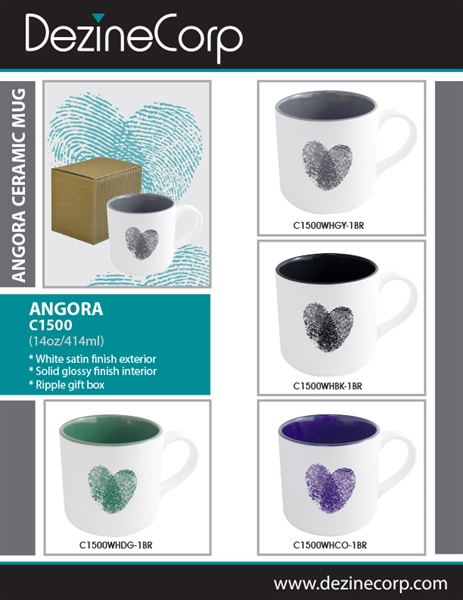 DezineCorp
ANGORA CERAMIC MUG
C1500WHGY-1BR
ANGORA
C1500
(14oz/414ml)
* White satin finish exterior
* Solid glossy finish interior
* Ripple gift box
C1500WHBK-1BR
C1500WHDG-1BR
C1500WHCO-1BR
www.dezinecorp.com